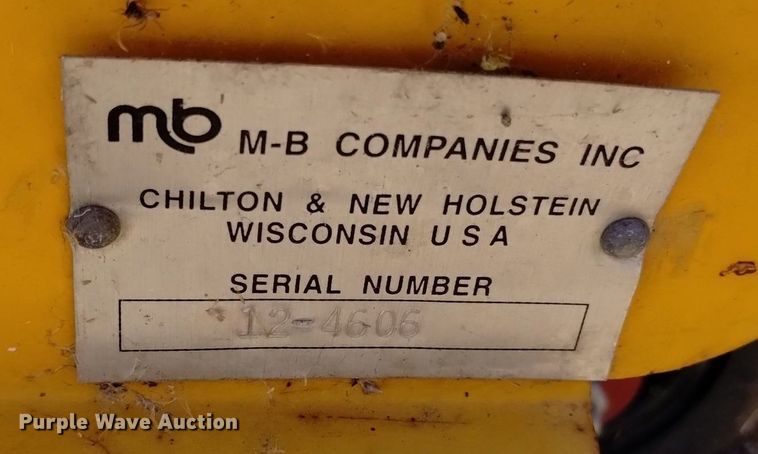 mb M-B COMPANIES INC
CHILTON & NEW HOLSTEIN
WISCONSIN U S A
SERIAL NUMBER
12-4606
Purple Wave Auction